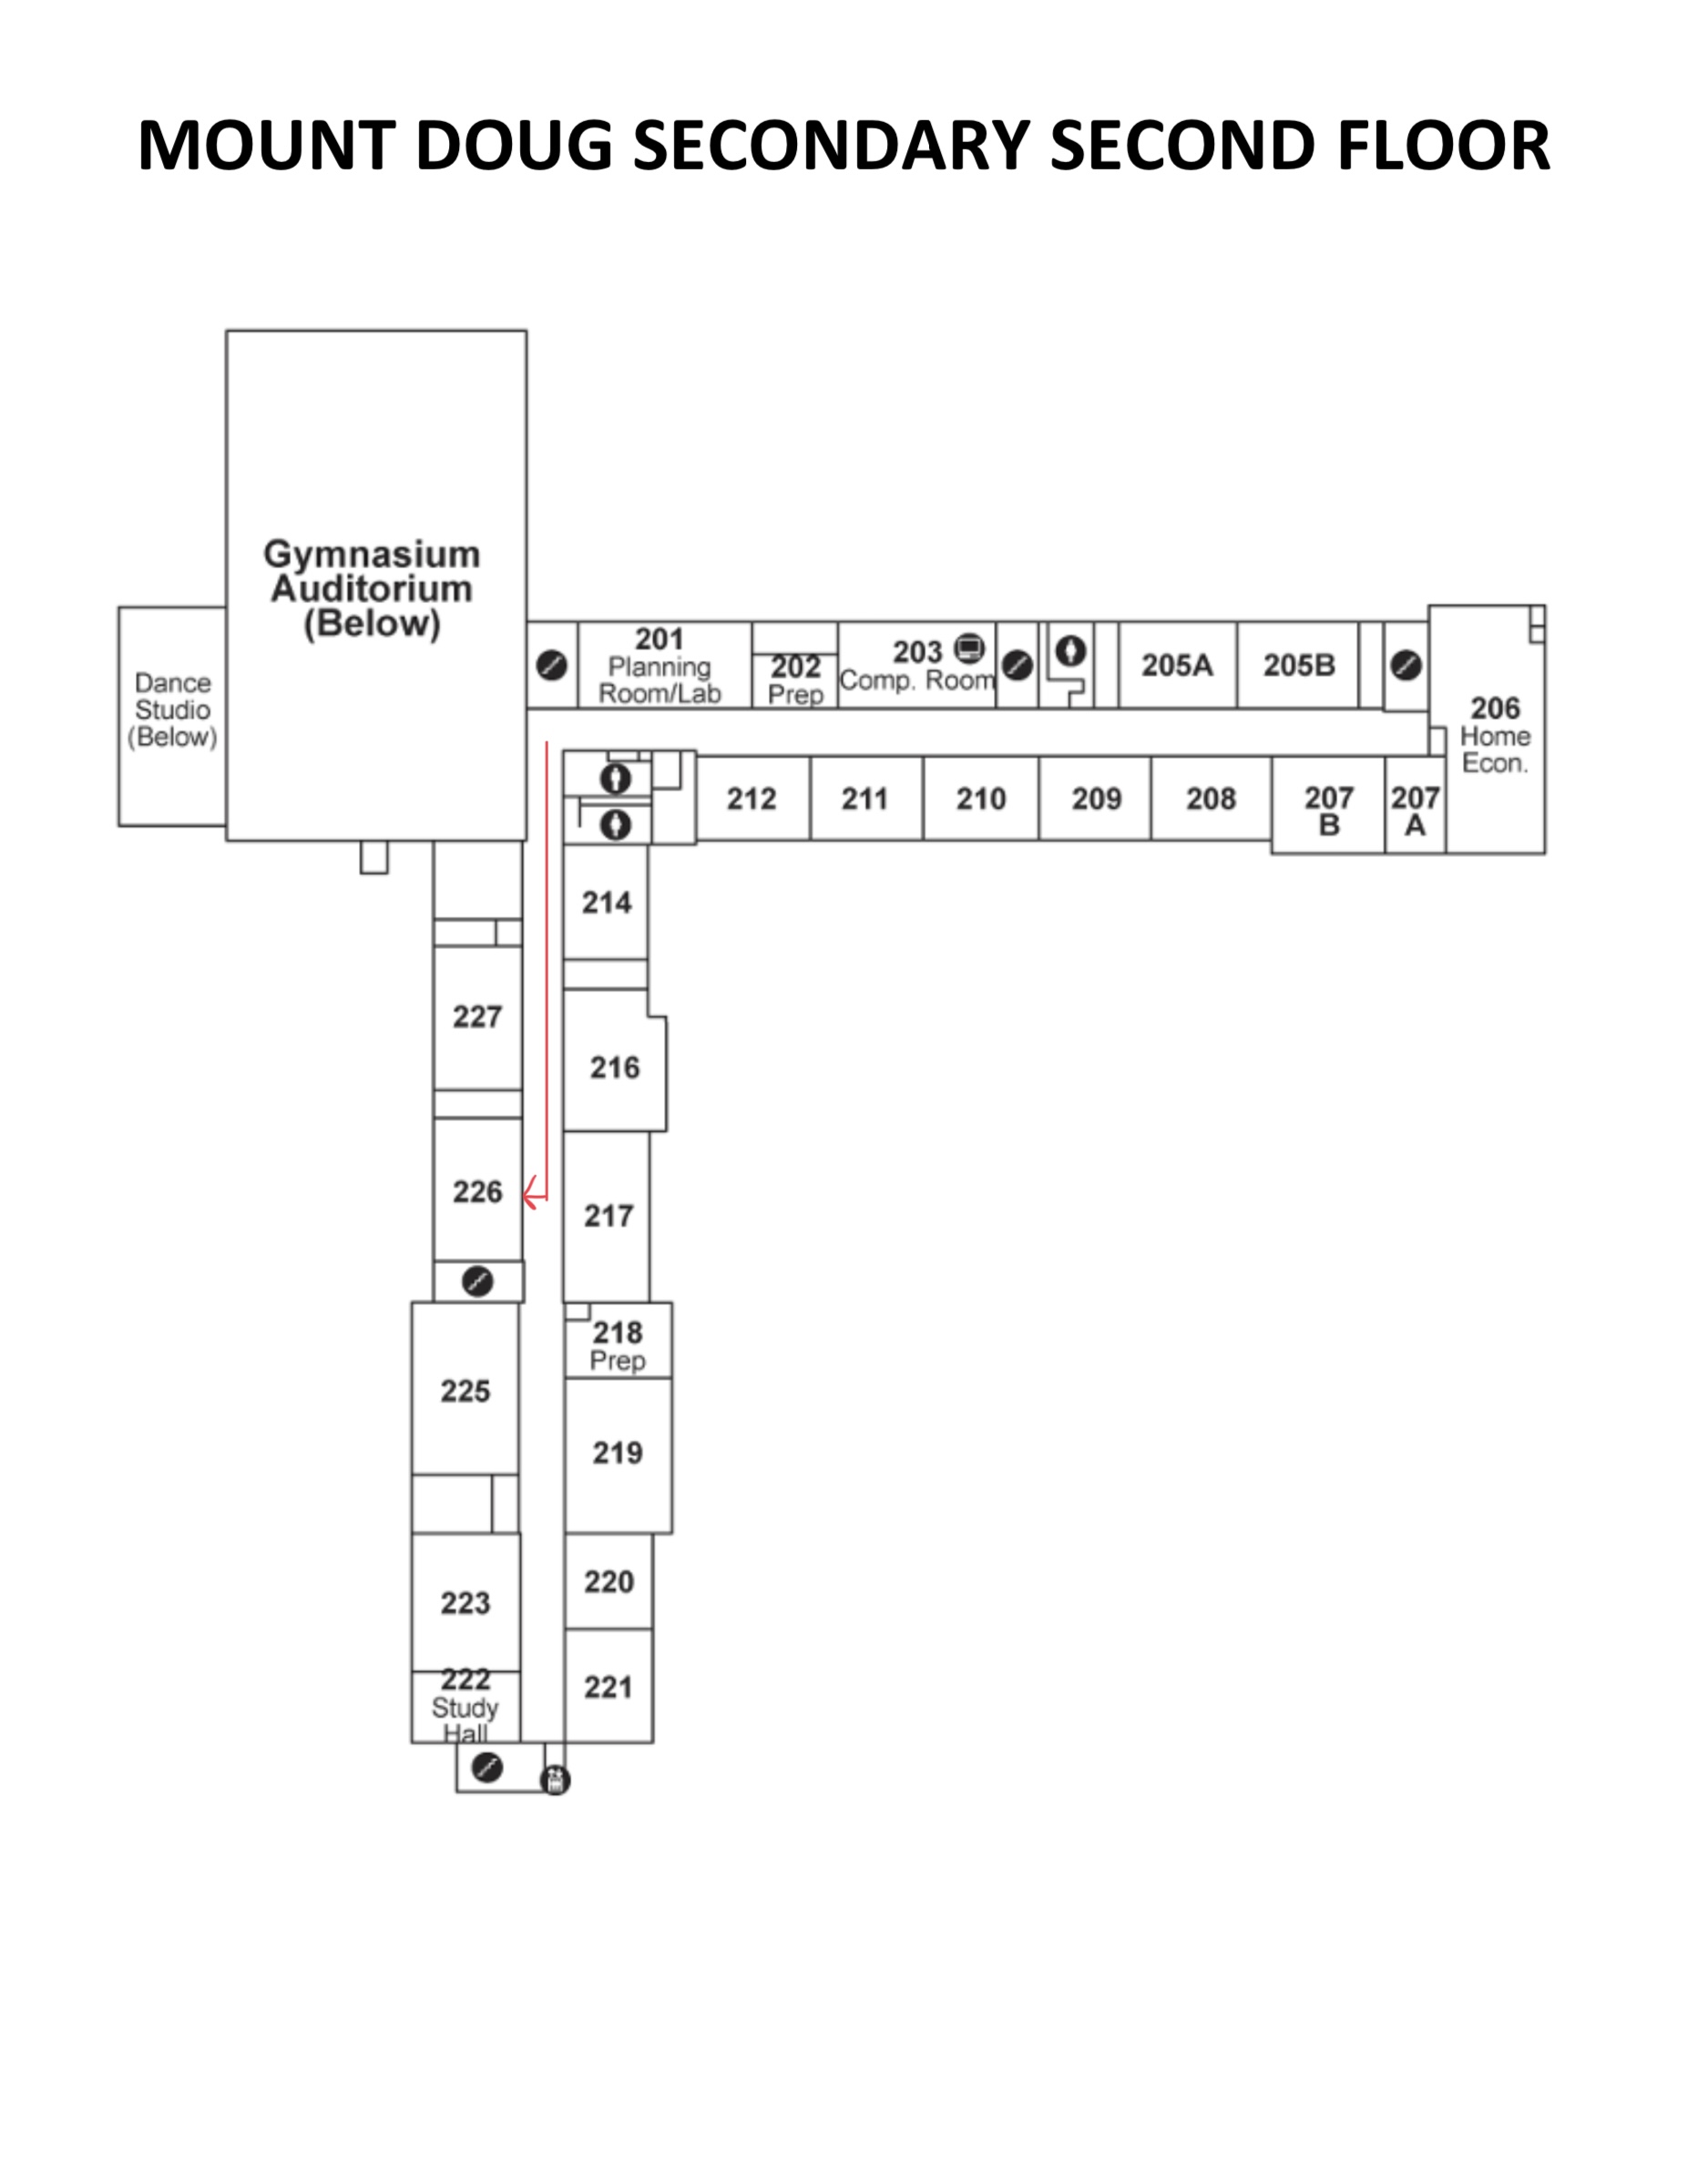 MOUNT DOUG SECONDARY SECOND FLOOR
Gymnasium
Auditorium
(Below)
Dance
Studio
(Below)
201
Planning
Room/Lab
202
Prep
203
Comp. Room
205A
205B
206
Home
Econ.
212
211
210
209
208
207
B
207
A
214
227
216
226
217
218
Prep
225
219
220
223
222
Study
Hall
221